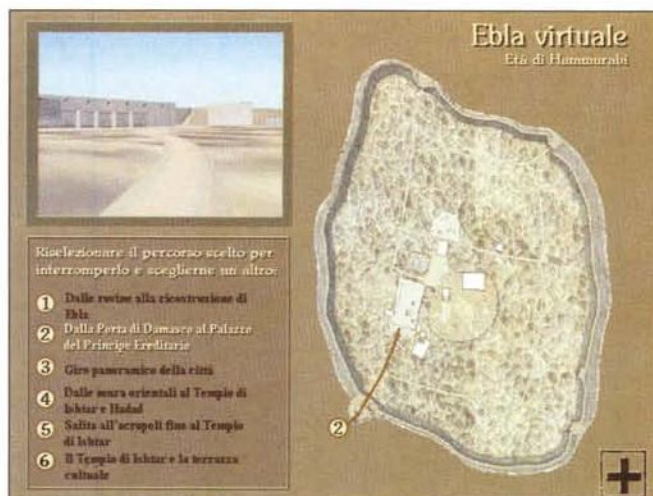 Ebla virtuale
Età di Hammurabi
Riselezionare il percorso scelto per
interromperlo e sceglierne un altro:
1 Dalle rovine alla ricostruzione di
Ebla
2 Dalla Porta di Damasco al Palazzo
del Principe Ereditario
3 Giro panoramico della città
4 Dalle mura orientali al Tempio di
Ishtar e Hadad
5 Salita all'acropoli fino al Tempio
di Ishtar
6 Il Tempio di Ishtar e la terrazza
cultuale
2